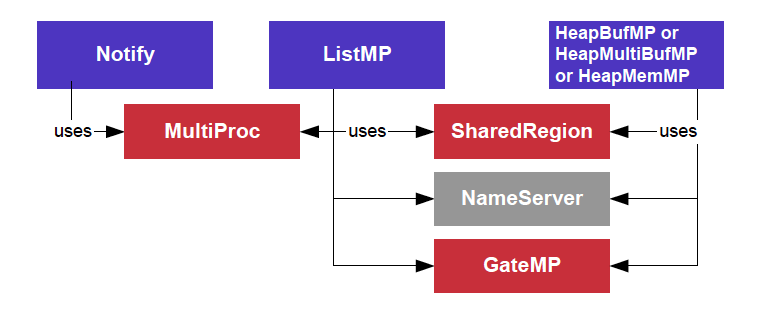 Notify
ListMP
HeapBufMP or
HeapMultiBufMP
or HeapMemMP
uses
MultiProc
uses
SharedRegion
uses
NameServer
GateMP